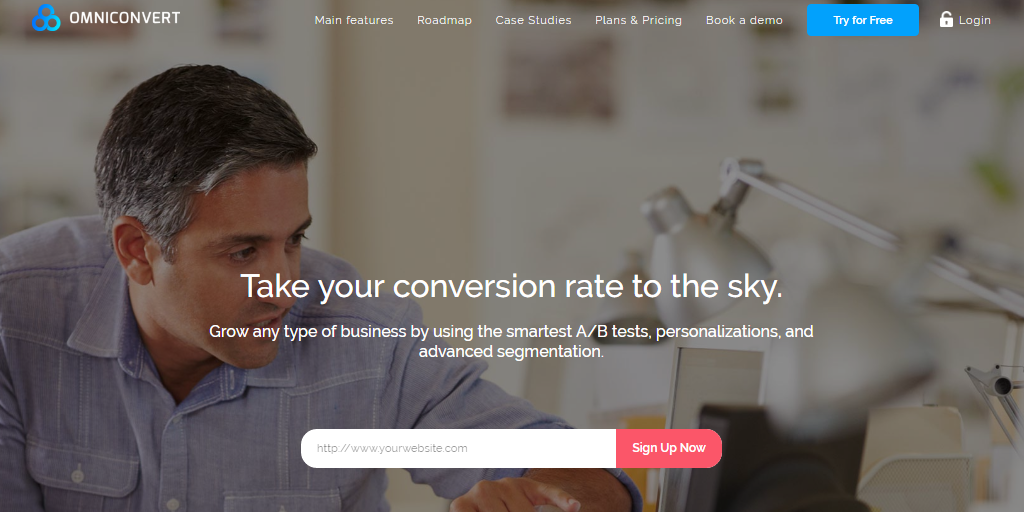 OMNICONVERT
Main features
Roadmap
Case Studies
Plans & Pricing
Book a demo
Try for Free
Login
Take your conversion rate to the sky.
Grow any type of business by using the smartest A/B tests, personalizations, and
advanced segmentation.
http://www.yourwebsite.com
Sign Up Now